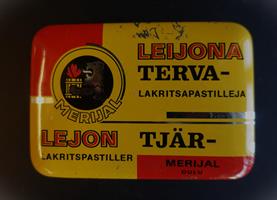 LEIJONA
TERVA-
LAKRITSAPASTILLEJA
MERIJAL
LEJON TJÄR-
LAKRITSPASTILLER
MERIJAL
OULU